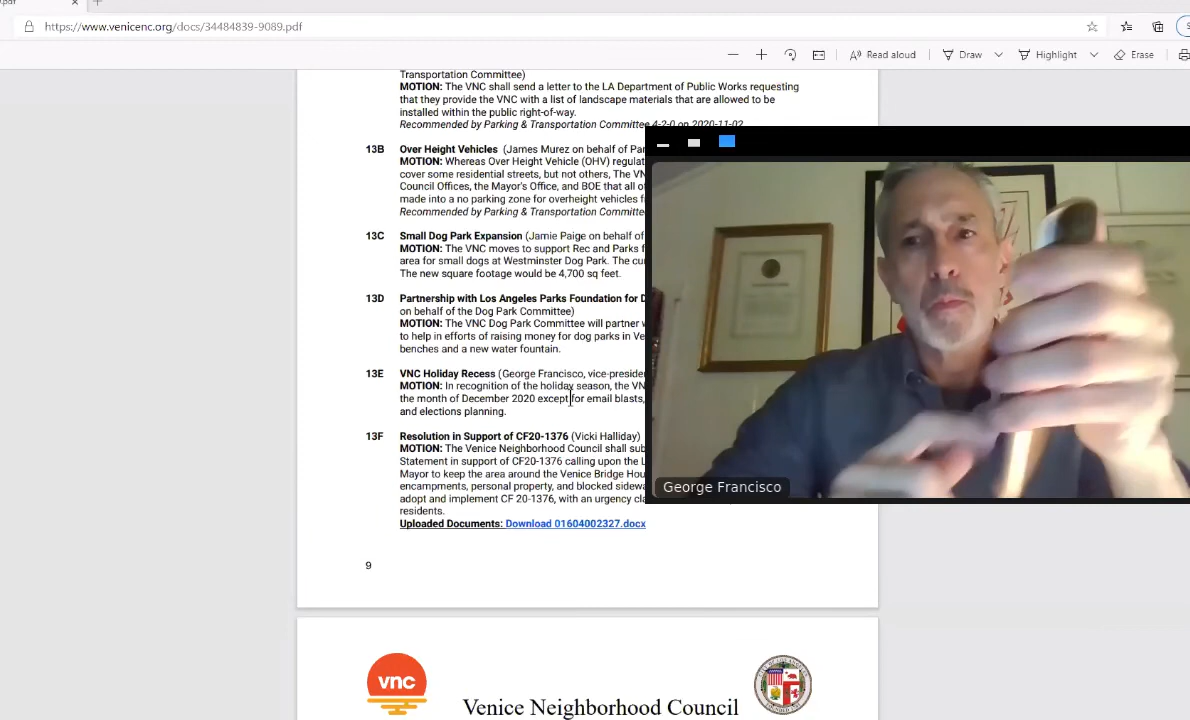 .pdf
https://www.venicenc.org/docs/34484839-9089.pdf
Read aloud
Draw
Highlight
Erase
Transportation Committee)
MOTION: The VNC shall send a letter to the LA Department of Public Works requesting
that they provide the VNC with a list of landscape materials that are allowed to be
installed within the public right-of-way.
Recommended by Parking & Transportation Committee 4-2-0 on 2020-11-02
13B Over Height Vehicles (James Murez on behalf of Par
MOTION: Whereas Over Height Vehicle (OHV) regulat
cover some residential streets, but not others, The VN
Council Offices, the Mayor's Office, and BOE that all of
made into a no parking zone for overheight vehicles f
Recommended by Parking & Transportation Committee
13C Small Dog Park Expansion (Jamie Paige on behalf of
MOTION: The VNC moves to support Rec and Parks f
area for small dogs at Westminster Dog Park. The cu
The new square footage would be 4,700 sq feet.
13D Partnership with Los Angeles Parks Foundation for D
on behalf of the Dog Park Committee)
MOTION: The VNC Dog Park Committee will partner w
to help in efforts of raising money for dog parks in Ve
benches and a new water fountain.
13E VNC Holiday Recess (George Francisco, vice-presiden
MOTION: In recognition of the holiday season, the VN
the month of December 2020 except for email blasts,
and elections planning.
13F Resolution in Support of CF20-1376 (Vicki Halliday)
MOTION: The Venice Neighborhood Council shall sub
Statement in support of CF20-1376 calling upon the L
Mayor to keep the area around the Venice Bridge Hou
encampments, personal property, and blocked sidewa
adopt and implement CF 20-1376, with an urgency cla
residents.
Uploaded Documents: Download 01604002327.docx
George Francisco
9
vnc
Venice Neighborhood Council